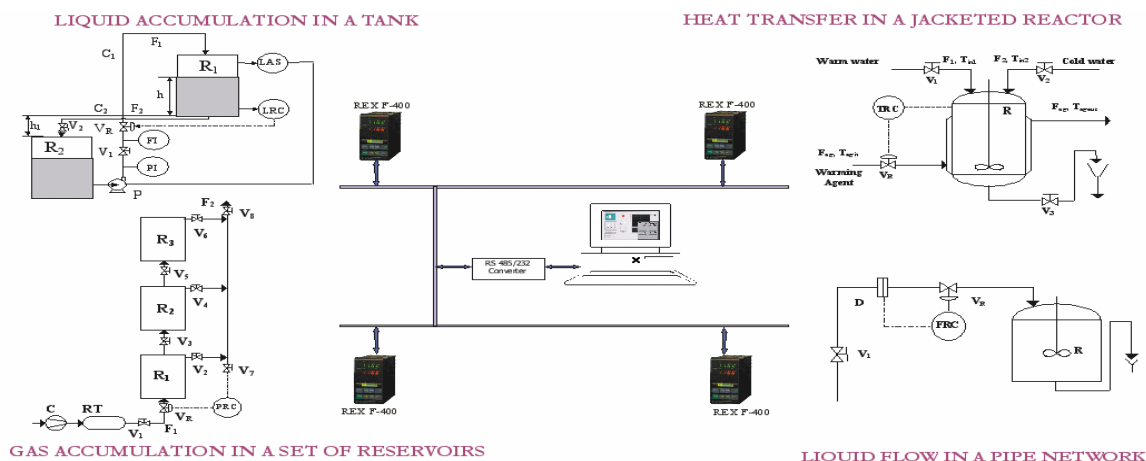 LIQUID ACCUMULATION IN A TANK
HEAT TRANSFER IN A JACKETED REACTOR
F1
C1
R1
LAS
h
LRC
C2
F2
h1
V2
VR
FI
V1
R2
PI
P
REX F-400
REX F-400
Warm water
F1, Tin1
F2, Tin2
Cold water
V1
V2
TRC
R
Fag, Tagout
Fag, Tagin
VR
Warming
Agent
V3
F2
V8
R3
V6
V5
R2
V4
V3
R1
V2
V7
C
RT
V1
VR
F1
PRC
RS 485/232
Converter
D
VR
FRC
V1
R
REX F-400
REX F-400
GAS ACCUMULATION IN A SET OF RESERVOIRS
LIQUID FLOW IN A PIPE NETWORK